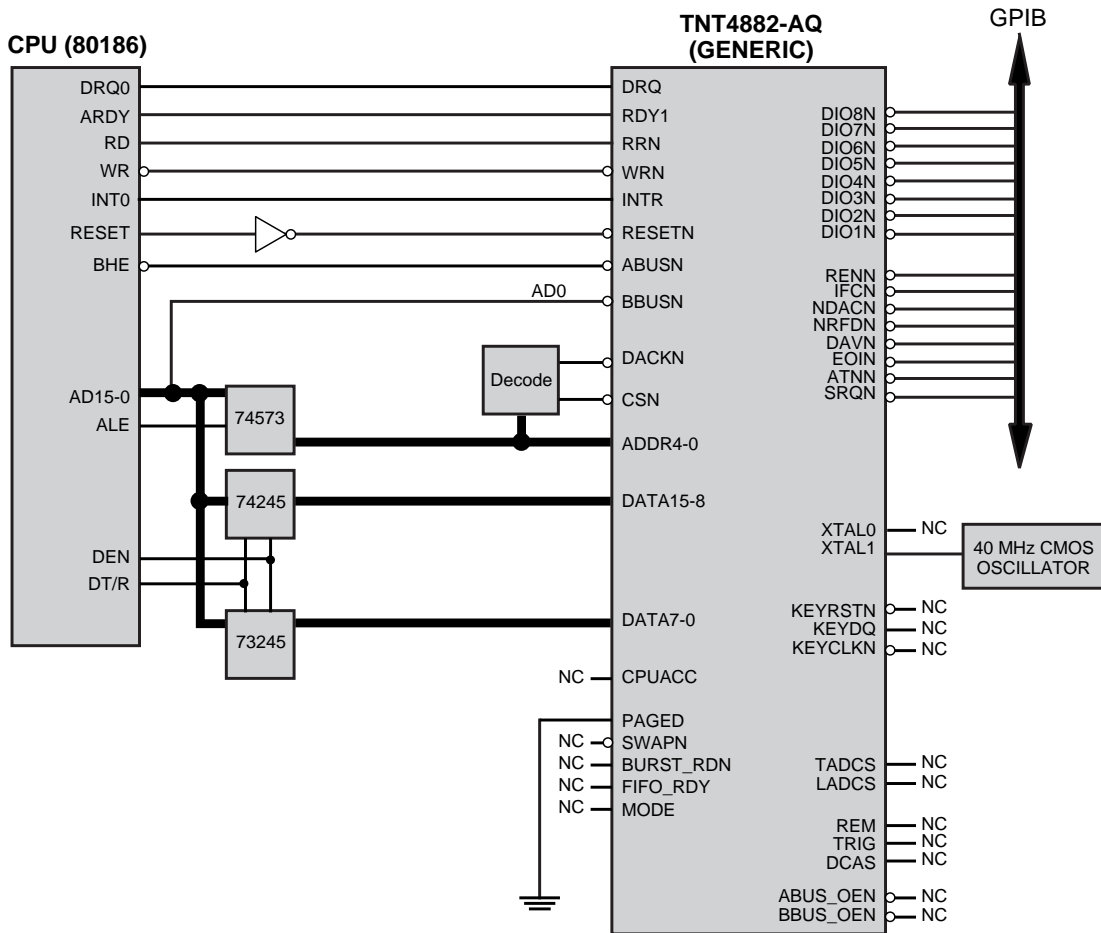 GPIB
TNT4882-AQ
(GENERIC)
CPU (80186)
DRQ0
ARDY
RD
WR
INT0
RESET
BHE
AD15-0
ALE
DEN
DT/R
AD0
74573
74245
73245
Decode
DRQ
RDY1
RRN
WRN
INTR
RESETN
ABUSN
BBUSN
DACKN
CSN
ADDR4-0
DATA15-8
DATA7-0
NC CPUACC
PAGED
NC SWAPN
NC BURST_RDN
NC FIFO_RDY
NC MODE
DIO8N
DIO7N
DIO6N
DIO5N
DIO4N
DIO3N
DIO2N
DIO1N
RENN
IFCN
NDACN
NRFDN
DAVN
EOIN
ATNN
SRQN
XTAL0 NC
XTAL1
40 MHz CMOS
OSCILLATOR
KEYRSTN NC
KEYDQ NC
KEYCLKN NC
TADCS NC
LADCS NC
REM NC
TRIG NC
DCAS NC
ABUS_OEN NC
BBUS_OEN NC